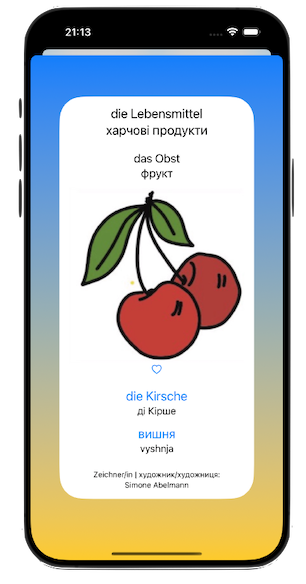 21:13
die Lebensmittel
харчові продукти
das Obst
фрукт
die Kirsche
ді Кірше
вишня
vyshnja
Zeichner/in | художник/художниця:
Simone Abelmann